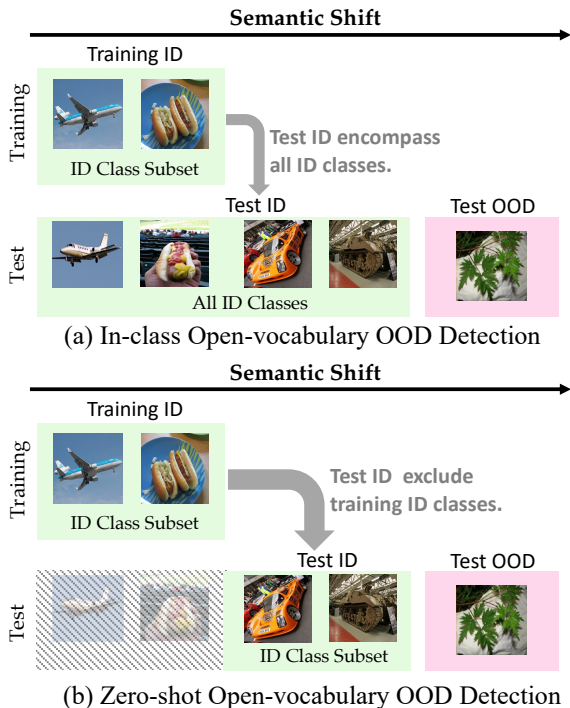 Semantic Shift
Training ID
Training
ID Class Subset
Test ID encompass
all ID classes.
Test ID
Test OOD
Test
All ID Classes
(a) In-class Open-vocabulary OOD Detection
Semantic Shift
Training ID
Training
ID Class Subset
Test ID exclude
training ID classes.
Test ID
Test OOD
Test
ID Class Subset
(b) Zero-shot Open-vocabulary OOD Detection